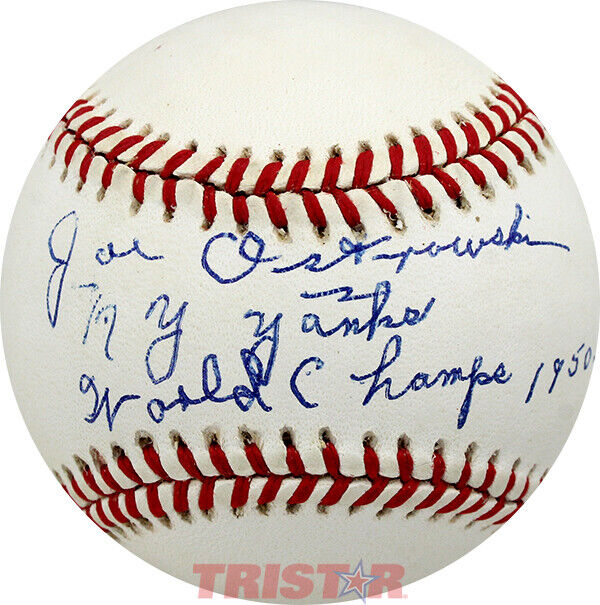 Joe Ostrowski
NY Yanks
World Champs 1950
TRISTAR